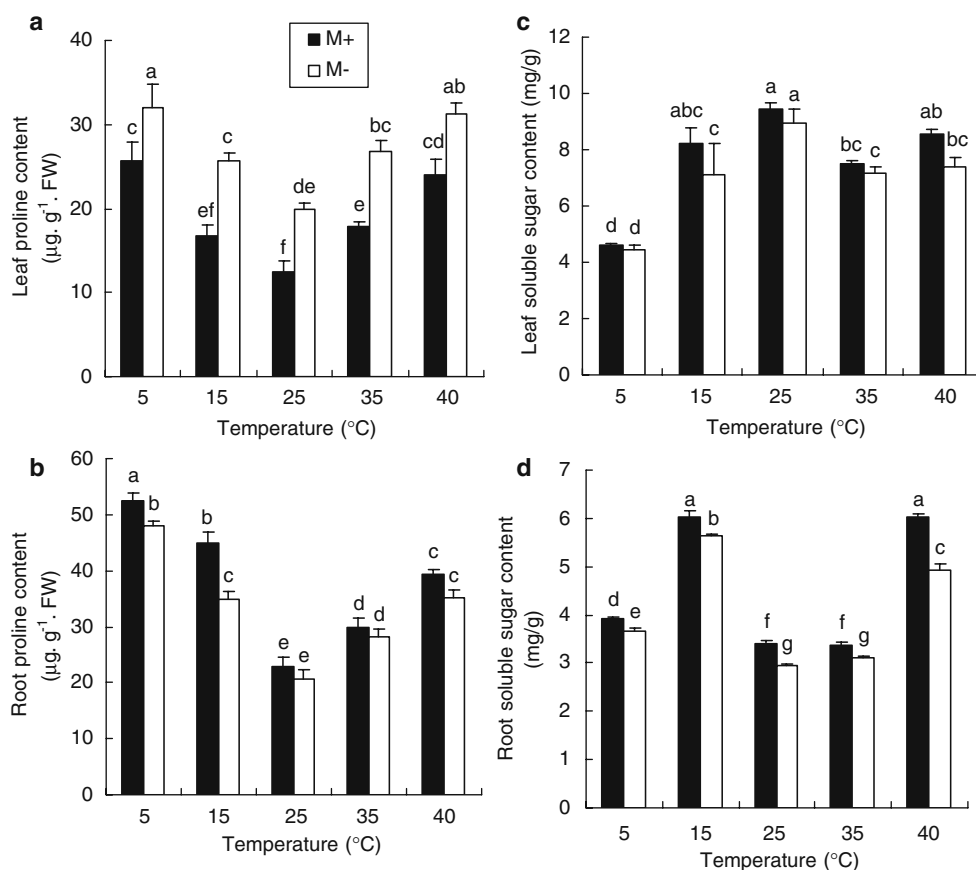 a
M+
M-
Leaf proline content
(µg. g-1. FW)
40
30
20
10
0
c
a
ef
c
f
de
e
bc
cd
ab
5
15
25
35
40
Temperature (°C)
c
Leaf soluble sugar content (mg/g)
12
10
8
6
4
2
0
d
d
abc
c
a
a
bc
c
ab
bc
5
15
25
35
40
Temperature (°C)
b
Root proline content
(µg. g-1. FW)
60
50
40
30
20
10
0
a
b
b
c
e
e
d
d
c
c
5
15
25
35
40
Temperature (°C)
d
Root soluble sugar content
(mg/g)
7
6
5
4
3
2
1
0
d
e
a
b
f
g
f
g
a
c
5
15
25
35
40
Temperature (°C)